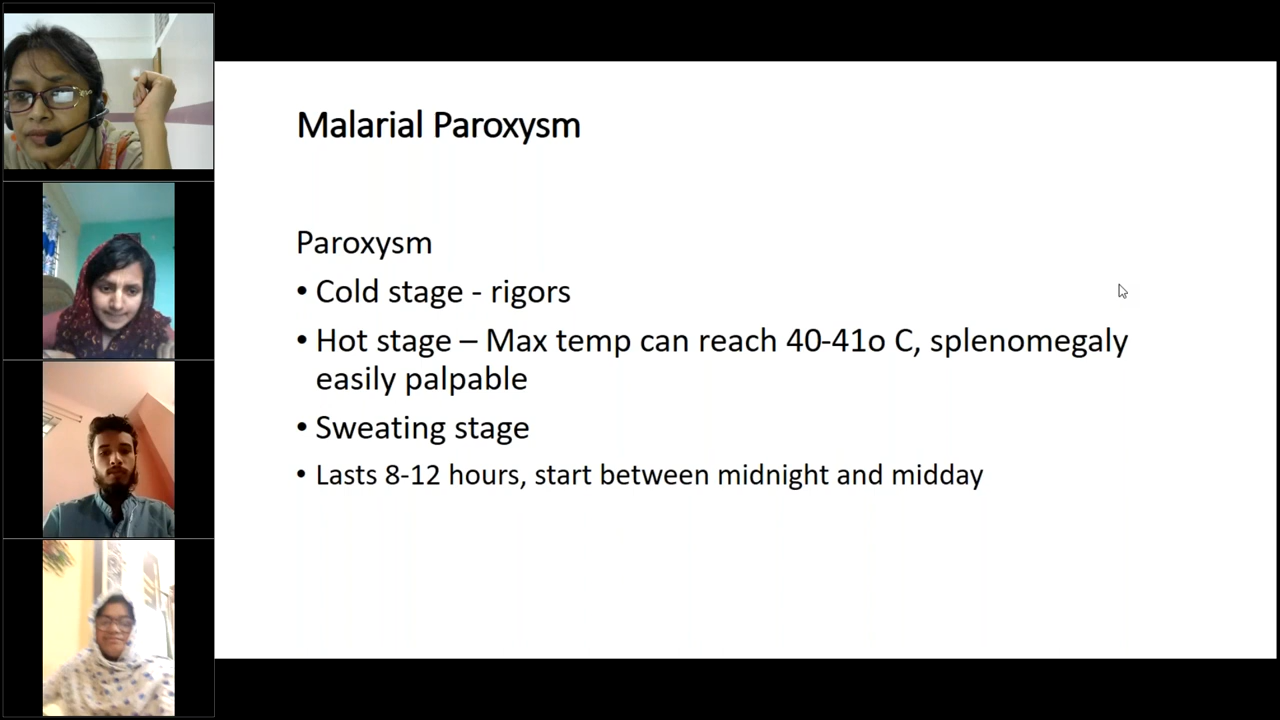 Malarial Paroxysm
Paroxysm
• Cold stage - rigors
• Hot stage – Max temp can reach 40-41o C, splenomegaly
easily palpable
• Sweating stage
• Lasts 8-12 hours, start between midnight and midday